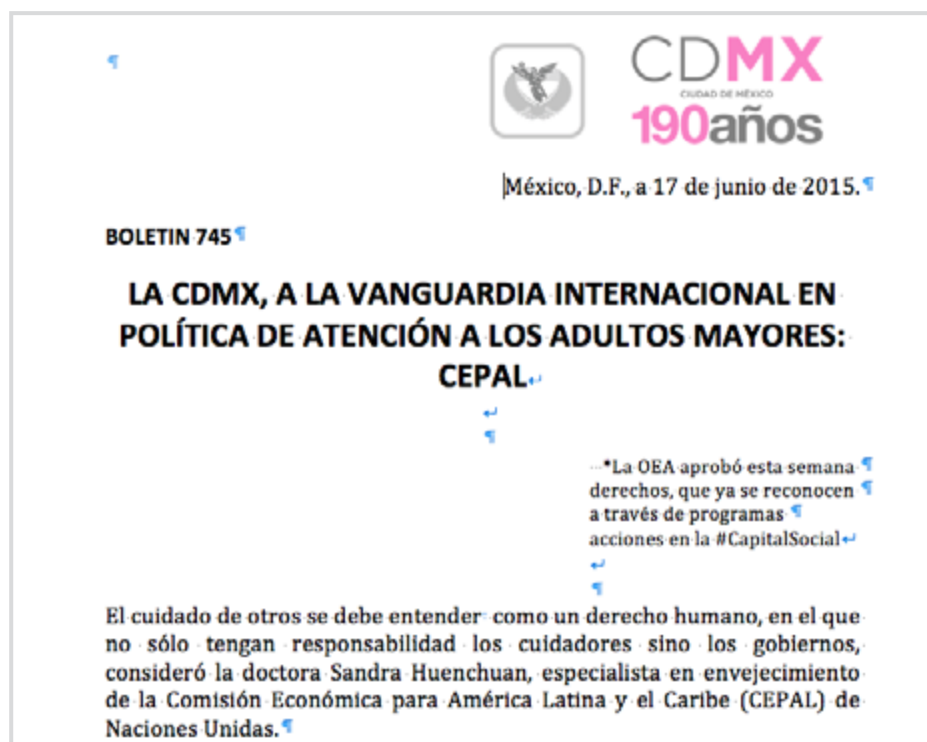 CDMX
CIUDAD DE MÉXICO
190años
México, D.F., a 17 de junio de 2015.
BOLETIN 745
LA CDMX, A LA VANGUARDIA INTERNACIONAL EN
POLÍTICA DE ATENCIÓN A LOS ADULTOS MAYORES:
CEPAL
*La OEA aprobó esta semana
derechos, que ya se reconocen
a través de programas
acciones en la #CapitalSocial
El cuidado de otros se debe entender como un derecho humano, en el que
no sólo tengan responsabilidad los cuidadores sino los gobiernos,
consideró la doctora Sandra Huenchuan, especialista en envejecimiento
de la Comisión Económica para América Latina y el Caribe (CEPAL) de
Naciones Unidas.